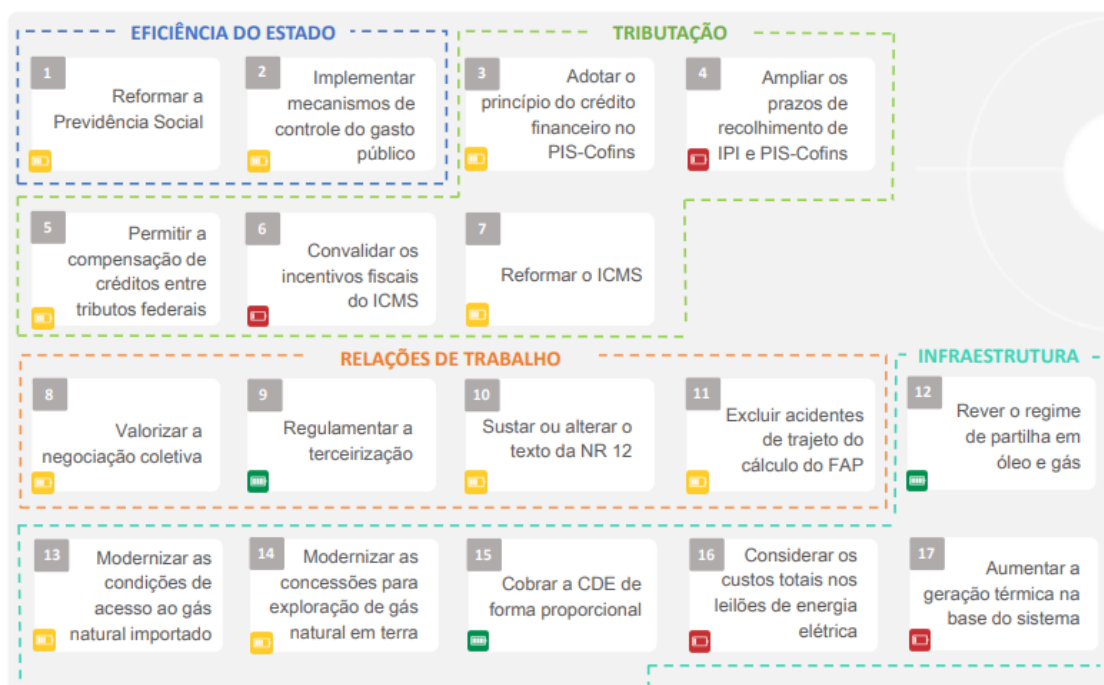 EFICIÊNCIA DO ESTADO
TRIBUTAÇÃO
1
Reformar a
Previdência Social
2
Implementar
mecanismos de
controle do gasto
público
3
Adotar o
princípio do crédito
financeiro no
PIS-Cofins
4
Ampliar os
prazos de
recolhimento de
IPI e PIS-Cofins
5
Permitir a
compensação de
créditos entre
tributos federais
6
Convalidar os
incentivos fiscais
do ICMS
7
Reformar o ICMS
RELAÇÕES DE TRABALHO
INFRAESTRUTURA
8
Valorizar a
negociação coletiva
9
Regulamentar a
terceirização
10
Sustar ou alterar o
texto da NR 12
11
Excluir acidentes
de trajeto do
cálculo do FAP
12
Rever o regime
de partilha em
óleo e gás
13
Modernizar as
condições de
acesso ao gás
natural importado
14
Modernizar as
concessões para
exploração de gás
natural em terra
15
Cobrar a CDE de
forma proporcional
16
Considerar os
custos totais nos
leilões de energia
elétrica
17
Aumentar a
geração térmica na
base do sistema